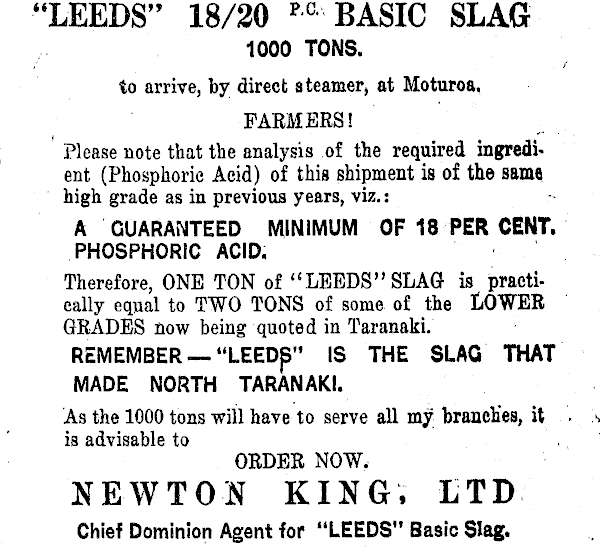 "LEEDS" 18/20 P.C. BASIC SLAG
1000 TONS.
to arrive, by direct steamer, at Moturoa.
FARMERS!
Please note that the analysis of the required ingredi-
ent (Phosphoric Acid) of this shipment is of the same
high grade as in previous years, viz.:
A GUARANTEED MINIMUM OF 18 PER CENT.
PHOSPHORIC ACID.
Therefore, ONE TON of "LEEDS" SLAG is practi-
cally equal to TWO TONS of some of the LOWER
GRADES now being quoted in Taranaki.
REMEMBER — "LEEDS" IS THE SLAG THAT
MADE NORTH TARANAKI.
As the 1000 tons will have to serve all my branches, it
is advisable to
ORDER NOW.
NEWTON KING, LTD
Chief Dominion Agent for "LEEDS" Basic Slag.